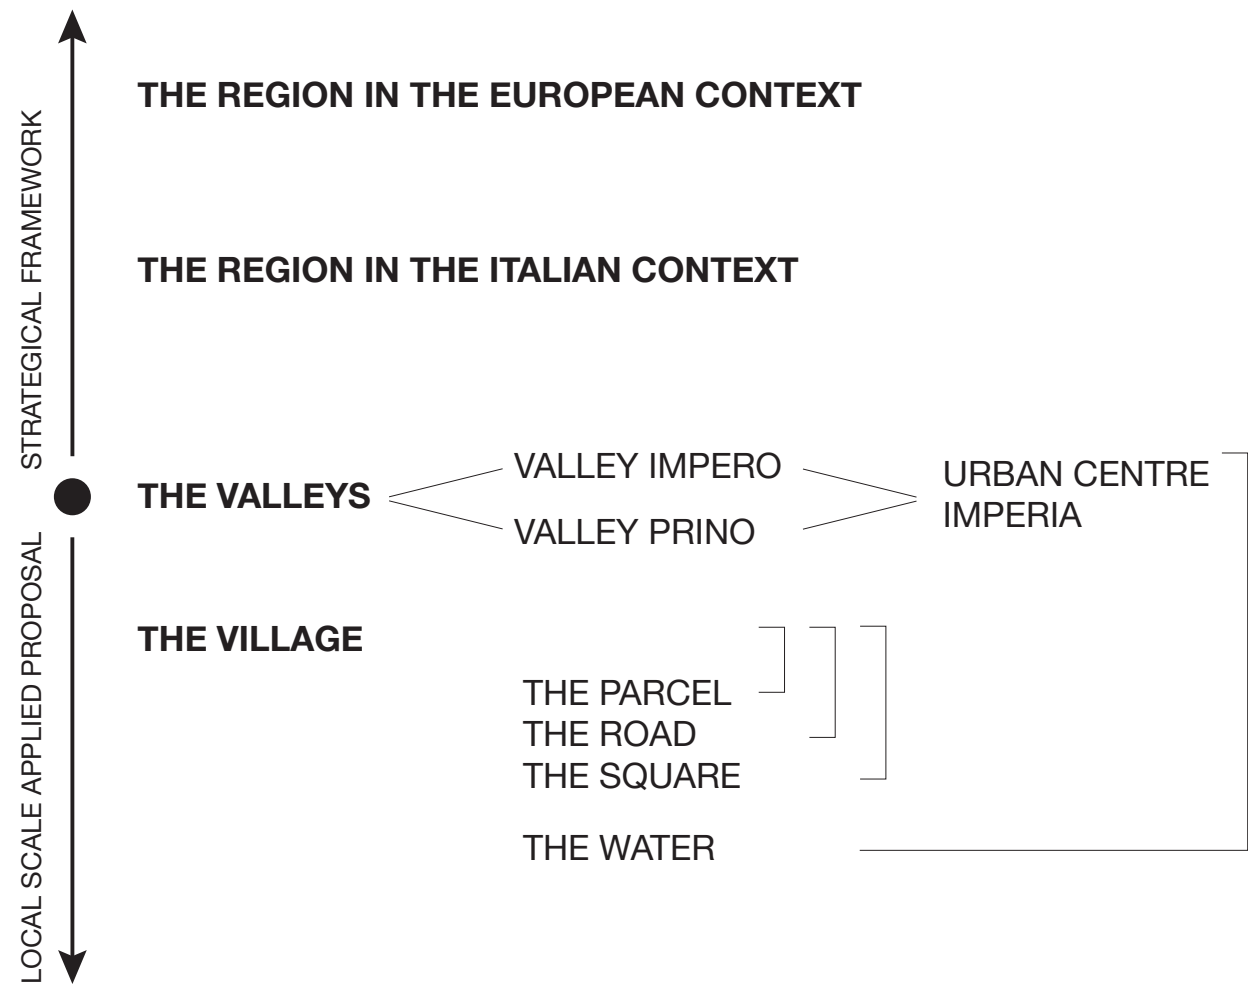 STRATEGICAL FRAMEWORK
LOCAL SCALE APPLIED PROPOSAL
THE REGION IN THE EUROPEAN CONTEXT
THE REGION IN THE ITALIAN CONTEXT
THE VALLEYS
VALLEY IMPERO
VALLEY PRINO
URBAN CENTRE
IMPERIA
THE VILLAGE
THE PARCEL
THE ROAD
THE SQUARE
THE WATER